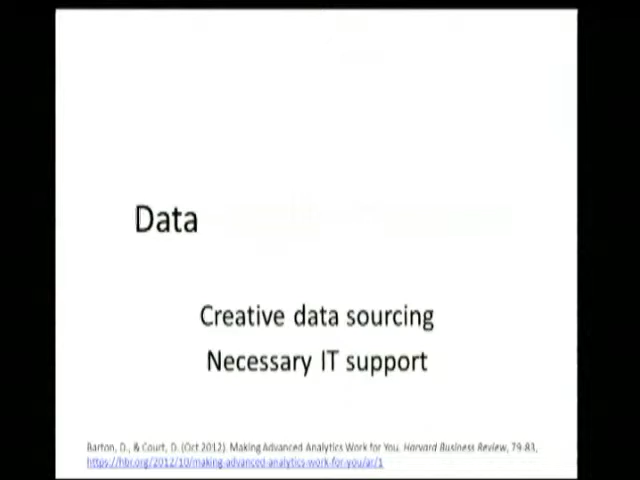 Data
Creative data sourcing
Necessary IT support
Barton, D., & Court, D. (Oct 2012). Making Advanced Analytics Work for You. Harvard Business Review, 79-83,
https://hbr.org/2012/10/making-advanced-analytics-work-for-you/ar/1